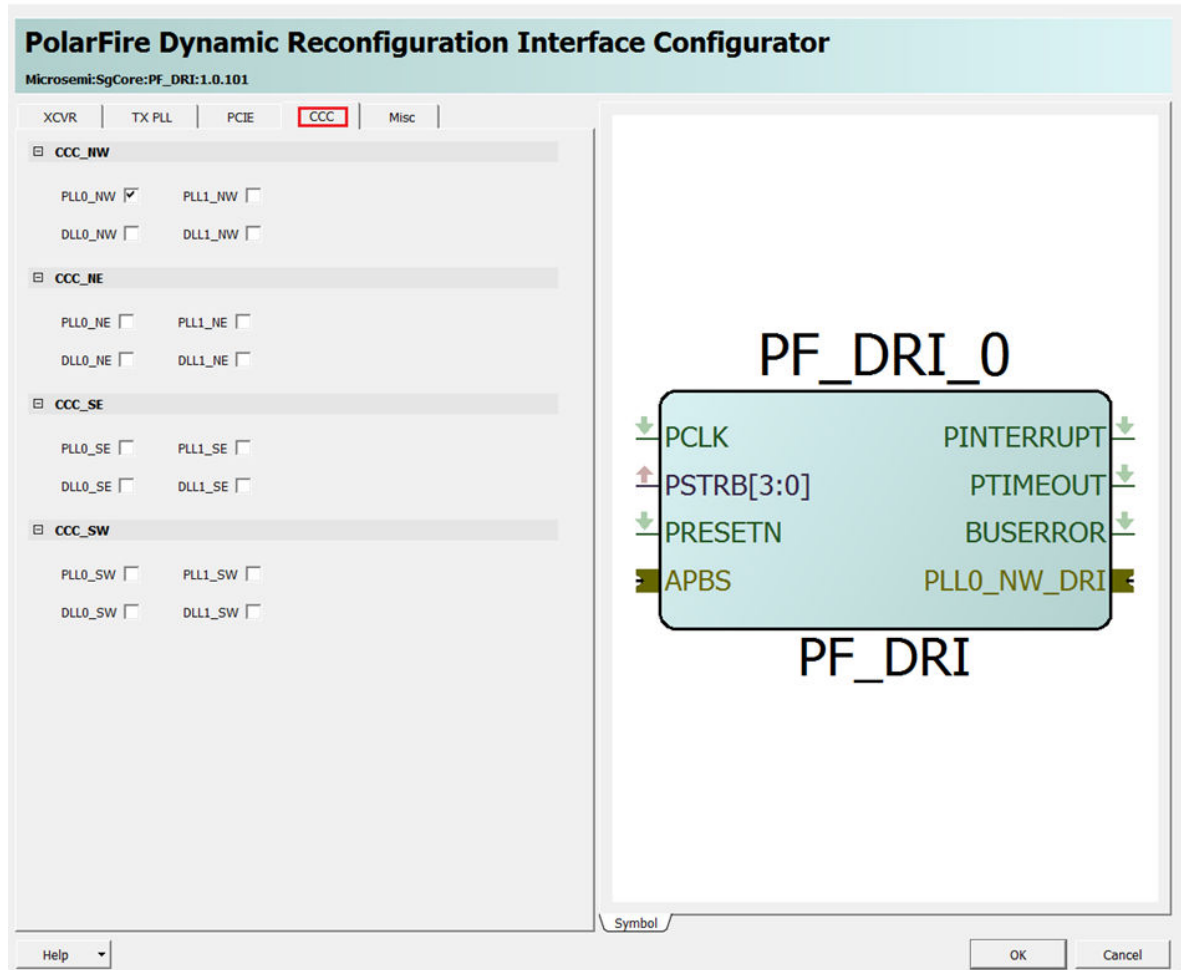 PolarFire Dynamic Reconfiguration Interface Configurator
Microsemi:SgCore:PF_DRI:1.0.101
XCVR TX PLL PCIE CCC Misc
CCC_NW
PLL0_NW PLL1_NW
DLL0_NW DLL1_NW
CCC_NE
PLL0_NE PLL1_NE
DLL0_NE DLL1_NE
CCC_SE
PLL0_SE PLL1_SE
DLL0_SE DLL1_SE
CCC_SW
PLL0_SW PLL1_SW
DLL0_SW DLL1_SW
PF_DRI_0
PCLK PINTERRUPT
PSTRB[3:0] PTIMEOUT
PRESETN BUSERROR
APBS PLL0_NW_DRI
PF_DRI
Symbol
Help OK Cancel